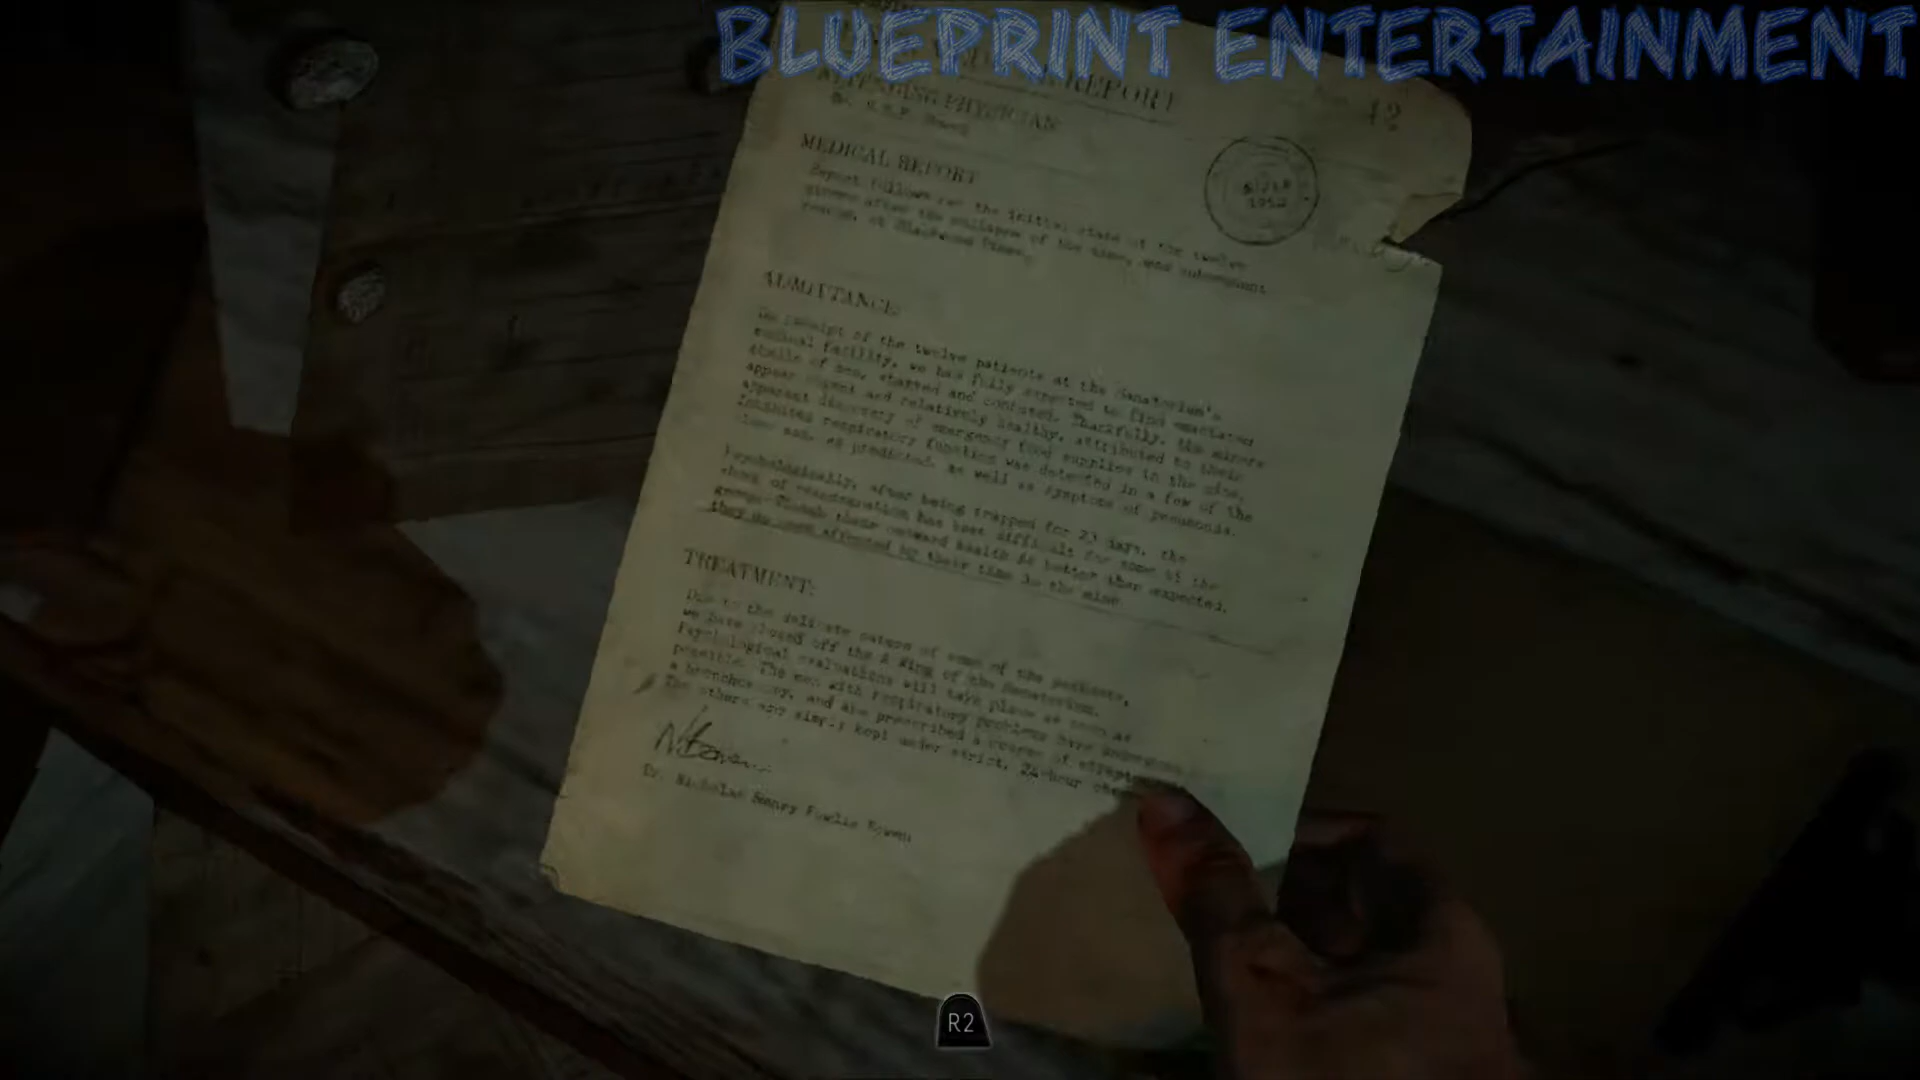 BLUEPRINT ENTERTAINMENT
REPORT
12
ATTENDING PHYSICIAN
MEDICAL REPORT
Report follows on the initial state of the twelve
miners after the collapse of the mine, and subsequent
rescue, at Blackwood Pines.
1952
ADMITTANCE:
On receipt of the twelve patients at the Sanatorium's
medical facility, we had fully expected to find emaciated
shells of men, starved and confused. Thankfully, the miners
appear lucid and relatively healthy, attributed to their
apparent discovery of emergency food supplies in the mine.
Inhibited respiratory function was detected in a few of the
men, as predicted, as well as symptoms of pneumonia.
Psychologically, after being trapped for 23 days, the
shock of reintegration has been difficult for some of the
group. Though their outward health is better than expected,
they do seem affected by their time in the mine
TREATMENT:
Due to the delicate nature of some of the patients,
we have closed off the Wing of the Sanatorium.
Psychological evaluations will take place as soon as
possible. The men with respiratory problems have undergone
a bronchoscopy, and are prescribed a course of
The others are simply kept under strict, 24-hour
Dr. Nicholas Henry Fowlis Bowen
R2